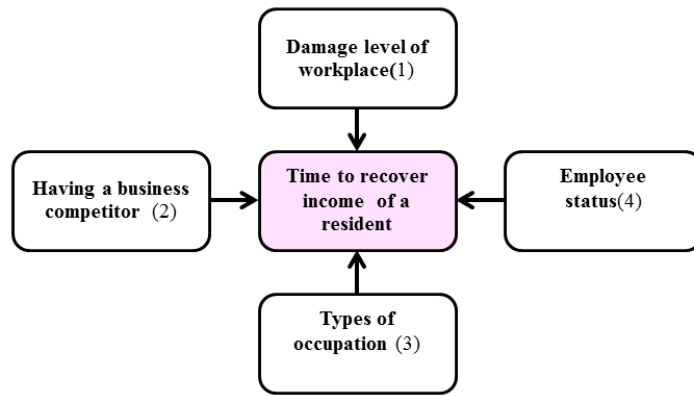 Damage level of
workplace(1)
Having a business
competitor (2)
Time to recover
income of a
resident
Employee
status(4)
Types of
occupation (3)